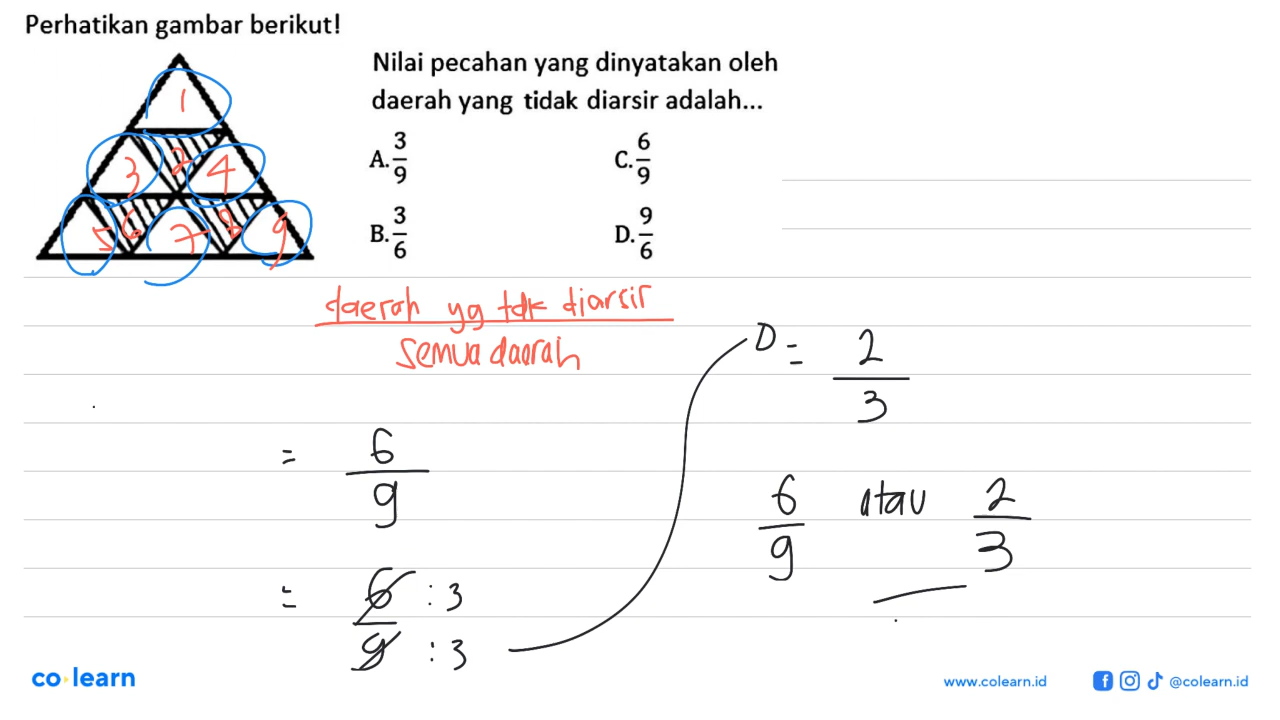 Perhatikan gambar berikut!
Nilai pecahan yang dinyatakan oleh
daerah yang tidak diarsir adalah...
A. 3/9
C. 6/9
B. 3/6
D. 9/6
1
3 2 4
5 6 7 8 9
daerah yg tdk diarsir
semua daerah
= 6/9
= 6/9 : 3 : 3
D = 2/3
6/9 atau 2/3
co learn
www.colearn.id
@colearn.id